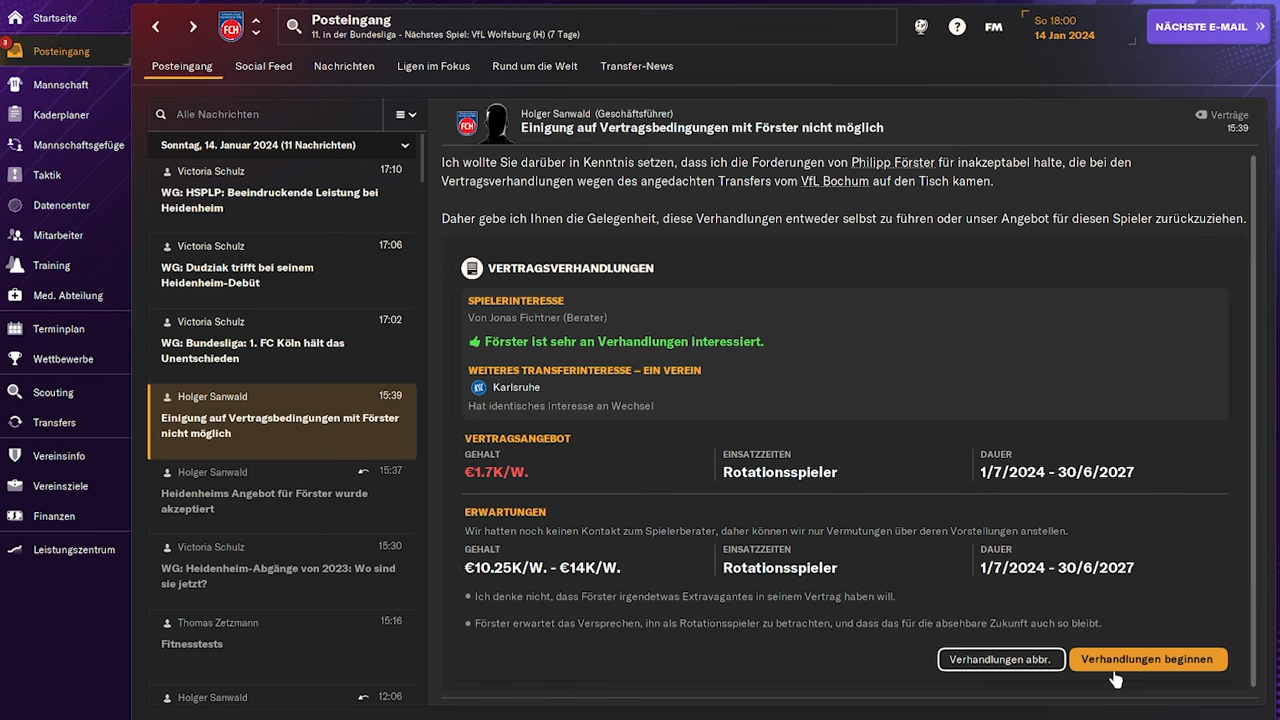 Startseite
3
Posteingang
Mannschaft
Kaderplaner
Mannschaftsgefüge
Taktik
Datencenter
Mitarbeiter
Training
Med. Abteilung
Terminplan
Wettbewerbe
Scouting
Transfers
Vereinsinfo
Vereinsziele
Finanzen
Leistungszentrum
FCH
Posteingang
11. in der Bundesliga - Nächstes Spiel: VfL Wolfsburg (H) (7 Tage)
?
FM
So 18:00
14 Jan 2024
NÄCHSTE E-MAIL
Posteingang Social Feed Nachrichten Ligen im Fokus Rund um die Welt Transfer-News
Alle Nachrichten
Sonntag, 14. Januar 2024 (11 Nachrichten)
Victoria Schulz 17:10
WG: HSPLP: Beeindruckende Leistung bei
Heidenheim
Victoria Schulz 17:06
WG: Dudziak trifft bei seinem
Heidenheim-Debüt
Victoria Schulz 17:02
WG: Bundesliga: 1. FC Köln hält das
Unentschieden
Holger Sanwald 15:39
Einigung auf Vertragsbedingungen mit Förster
nicht möglich
Holger Sanwald 15:37
Heidenheims Angebot für Förster wurde
akzeptiert
Victoria Schulz 15:30
WG: Heidenheim-Abgänge von 2023: Wo sind
sie jetzt?
Thomas Zetzmann 15:16
Fitnesstests
Holger Sanwald 12:06
FCH
Holger Sanwald (Geschäftsführer)
Einigung auf Vertragsbedingungen mit Förster nicht möglich
Verträge
15:39
Ich wollte Sie darüber in Kenntnis setzen, dass ich die Forderungen von Philipp Förster für inakzeptabel halte, die bei den
Vertragsverhandlungen wegen des angedachten Transfers vom VfL Bochum auf den Tisch kamen.
Daher gebe ich Ihnen die Gelegenheit, diese Verhandlungen entweder selbst zu führen oder unser Angebot für diesen Spieler zurückzuziehen.
VERTRAGSVERHANDLUNGEN
SPIELERINTERESSE
Von Jonas Fichtner (Berater)
Förster ist sehr an Verhandlungen interessiert.
WEITERES TRANSFERINTERESSE – EIN VEREIN
Karlsruhe
Hat identisches Interesse an Wechsel
VERTRAGSANGEBOT
GEHALT EINSATZZEITEN DAUER
€1.7K/W. Rotationsspieler 1/7/2024 - 30/6/2027
ERWARTUNGEN
Wir hatten noch keinen Kontakt zum Spielerberater, daher können wir nur Vermutungen über deren Vorstellungen anstellen.
GEHALT EINSATZZEITEN DAUER
€10.25K/W. - €14K/W. Rotationsspieler 1/7/2024 - 30/6/2027
• Ich denke nicht, dass Förster irgendetwas Extravagantes in seinem Vertrag haben will.
• Förster erwartet das Versprechen, ihn als Rotationsspieler zu betrachten, und dass das für die absehbare Zukunft auch so bleibt.
Verhandlungen abbr. Verhandlungen beginnen